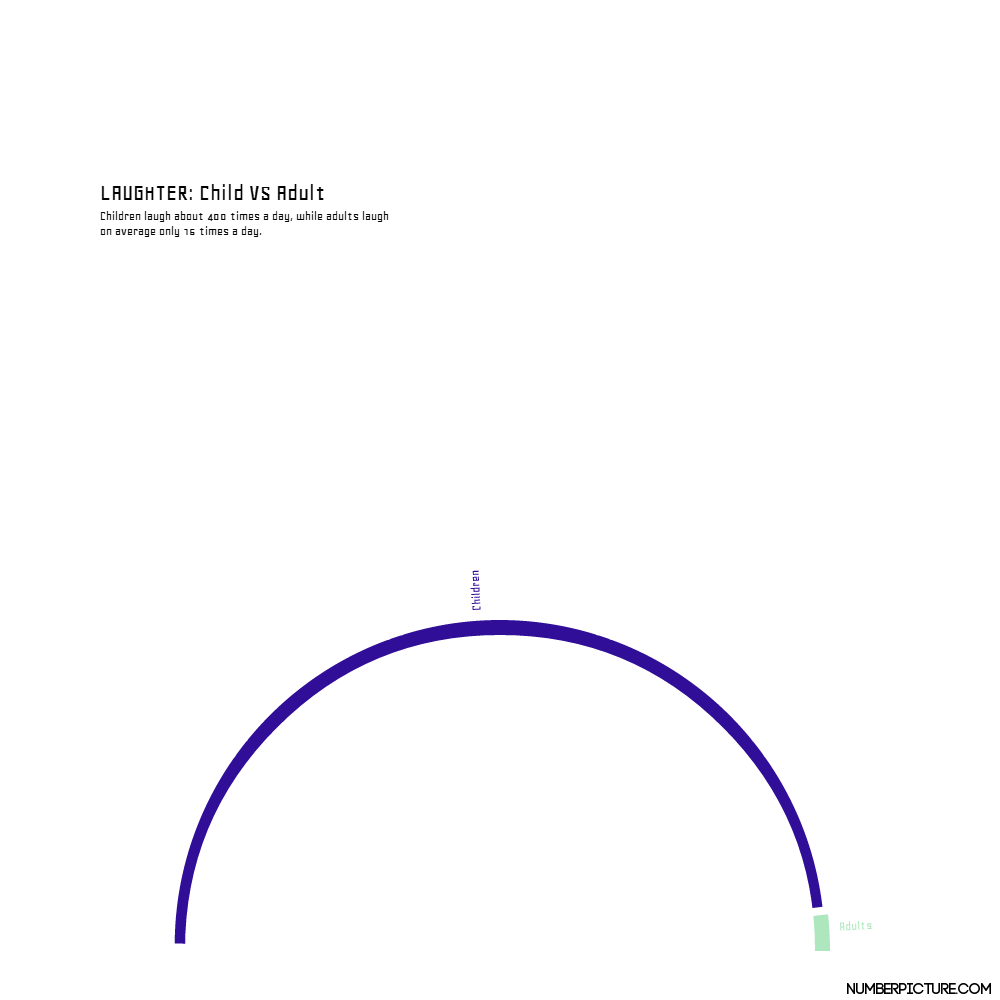 LAUGHTER: Child VS Adult
Children laugh about 400 times a day, while adults laugh
on average only 15 times a day.
Children
Adults
NUMBERPICTURE.COM